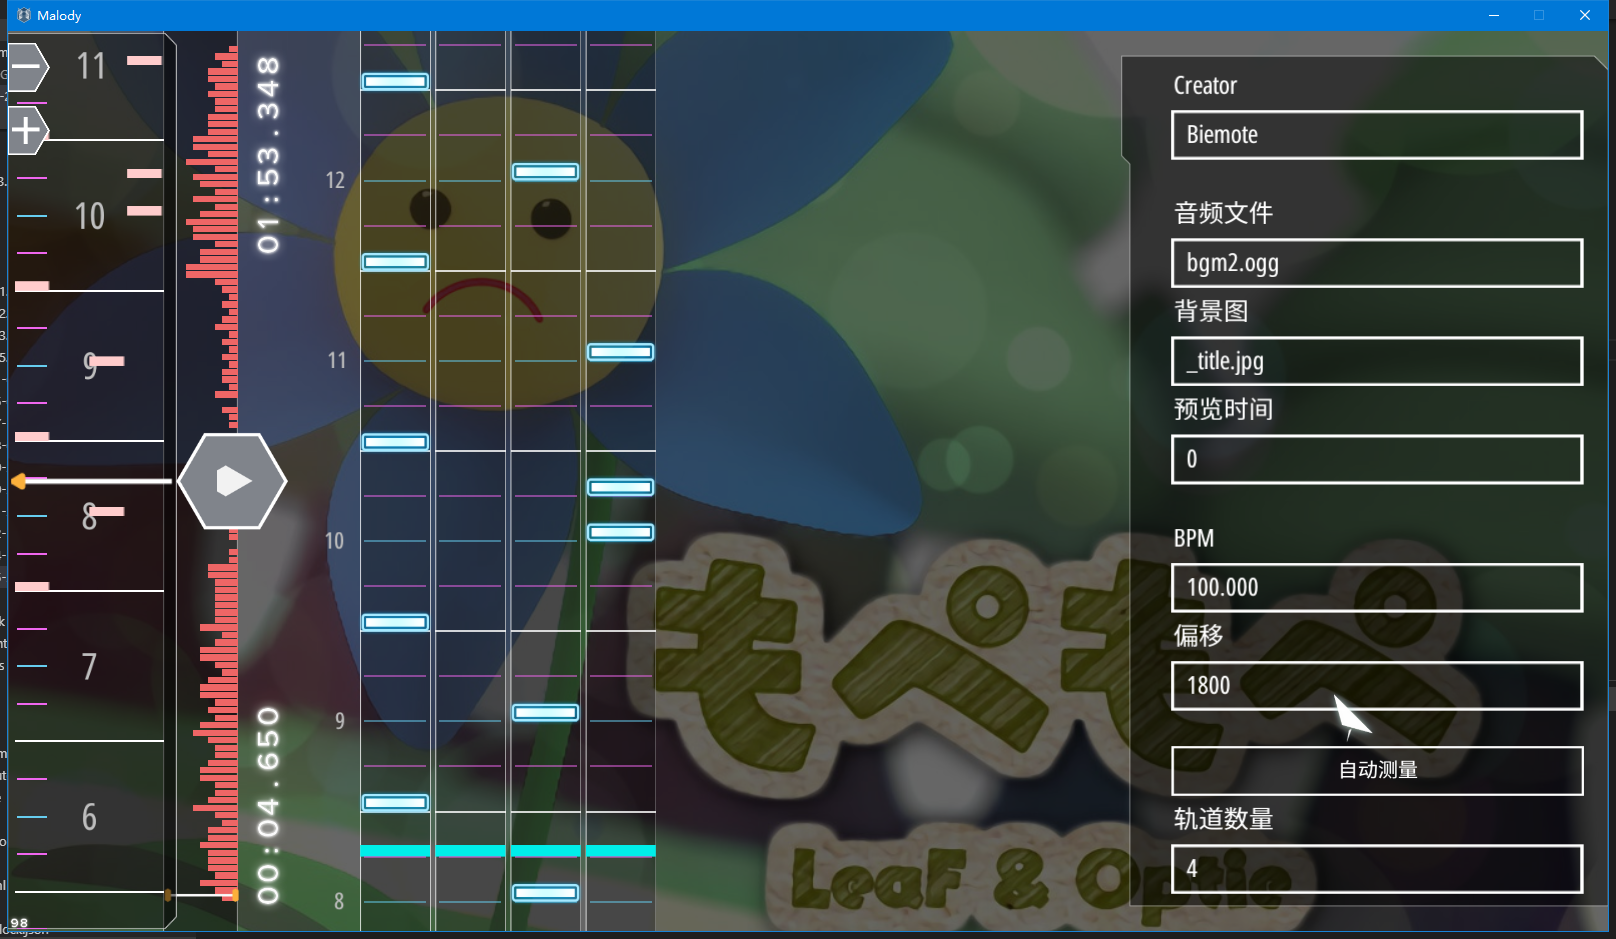 Malody
11
10
9
8
7
6
98
01:53.348
00:04.650
12
11
10
9
8
もぺもぺ
LeaF & Optie
Creator
Biemote
音频文件
bgm2.ogg
背景图
_title.jpg
预览时间
0
BPM
100.000
偏移
1800
自动测量
轨道数量
4